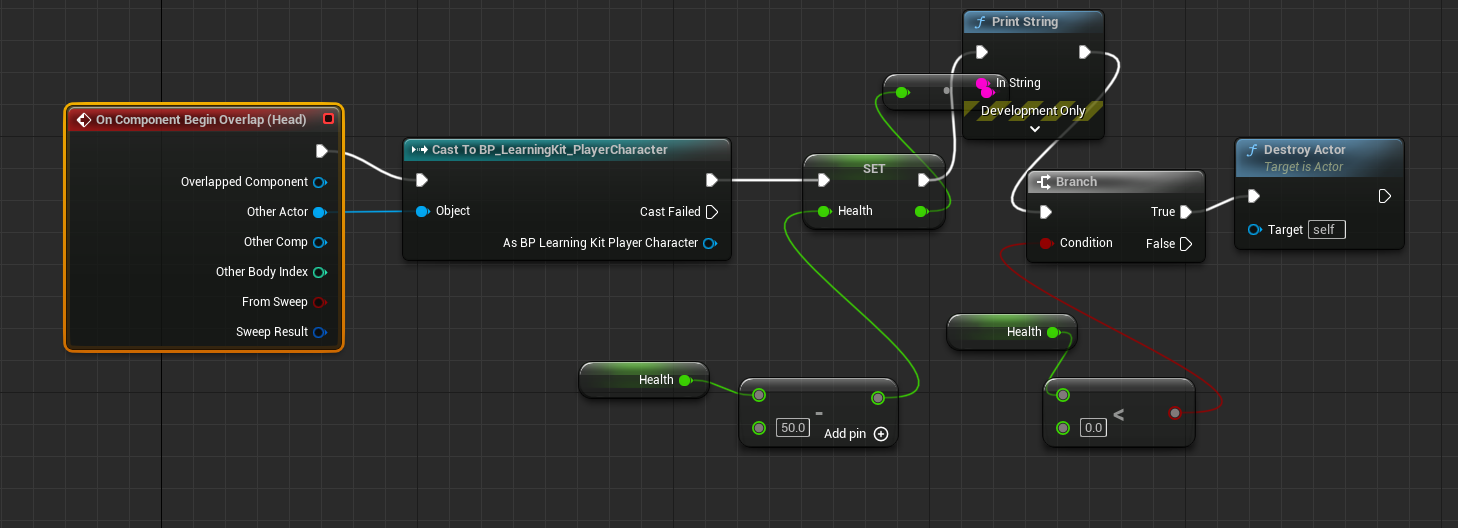 On Component Begin Overlap (Head)
Overlapped Component
Other Actor
Other Comp
Other Body Index
From Sweep
Sweep Result
Cast To BP_LearningKit_PlayerCharacter
Object
Cast Failed
As BP Learning Kit Player Character
SET
Health
f Print String
In String
Development Only
Branch
True
Condition
False
f Destroy Actor
Target is Actor
Target self
Health
50.0
-
Add pin
Health
0.0
<